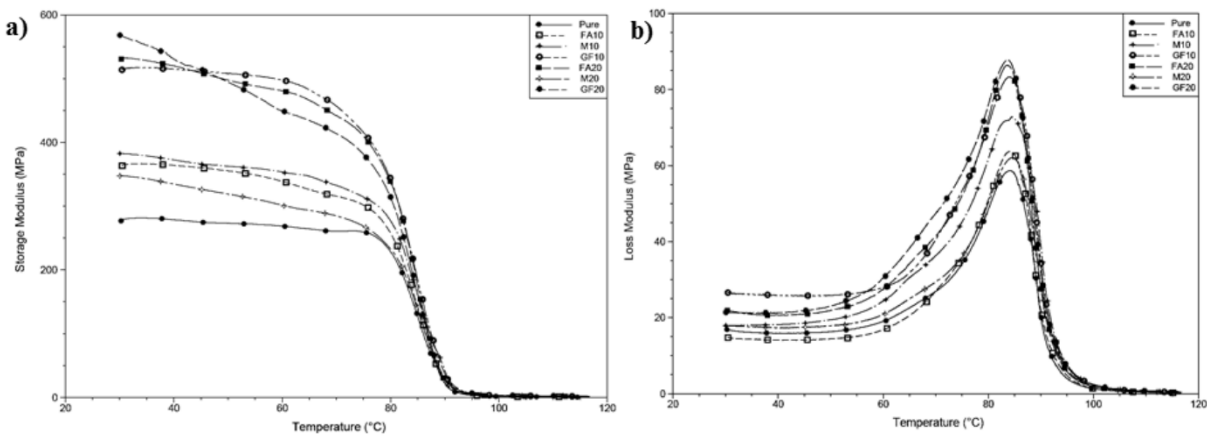 a)
600
400
200
0
20
40
60
80
100
120
Storage Modulus (MPa)
Temperature (°C)
Pure
FA10
M10
GF10
FA20
M20
GF20
b)
100
80
60
40
20
0
20
40
60
80
100
120
Loss Modulus (MPa)
Temperature (°C)
Pure
FA10
M10
GF10
FA20
M20
GF20